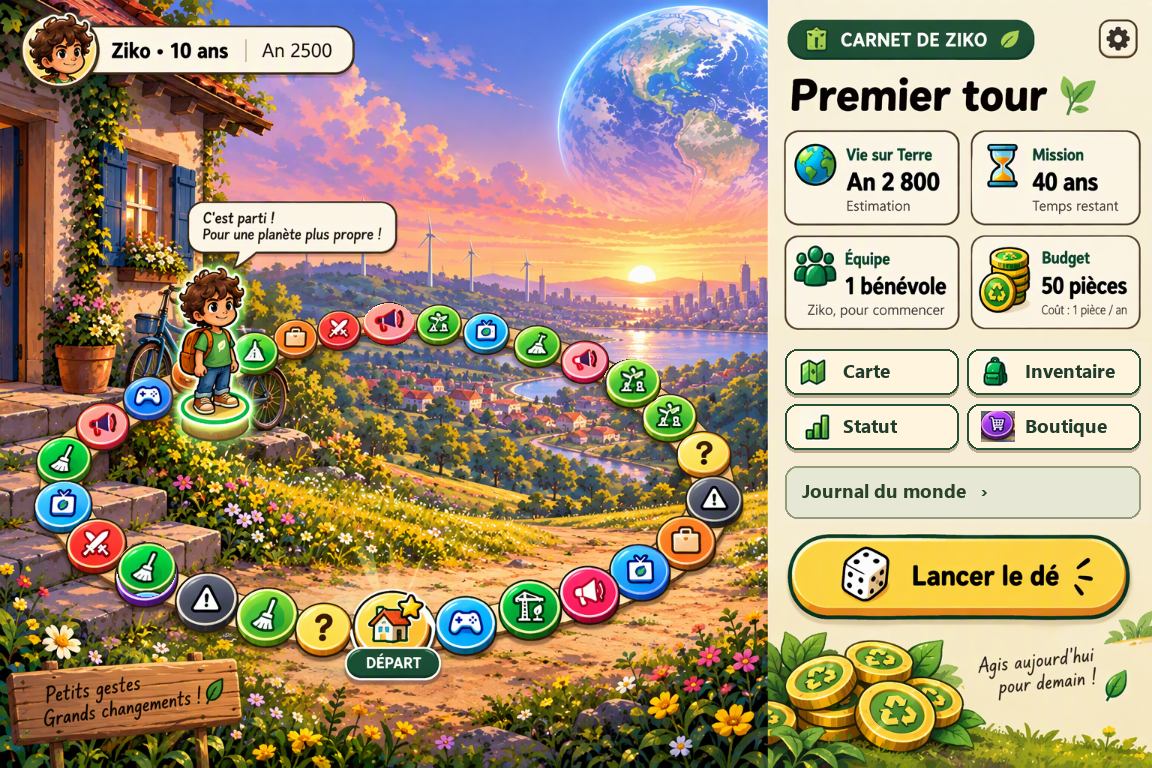 Ziko • 10 ans
An 2500
C'est parti !
Pour une planète plus propre !
?
?
DÉPART
Petits gestes
Grands changements !
CARNET DE ZIKO
Premier tour
Vie sur Terre
An 2 800
Estimation
Mission
40 ans
Temps restant
Équipe
1 bénévole
Ziko, pour commencer
Budget
50 pièces
Coût : 1 pièce / an
Carte
Inventaire
Statut
Boutique
Journal du monde ›
Lancer le dé
Agis aujourd'hui
pour demain !